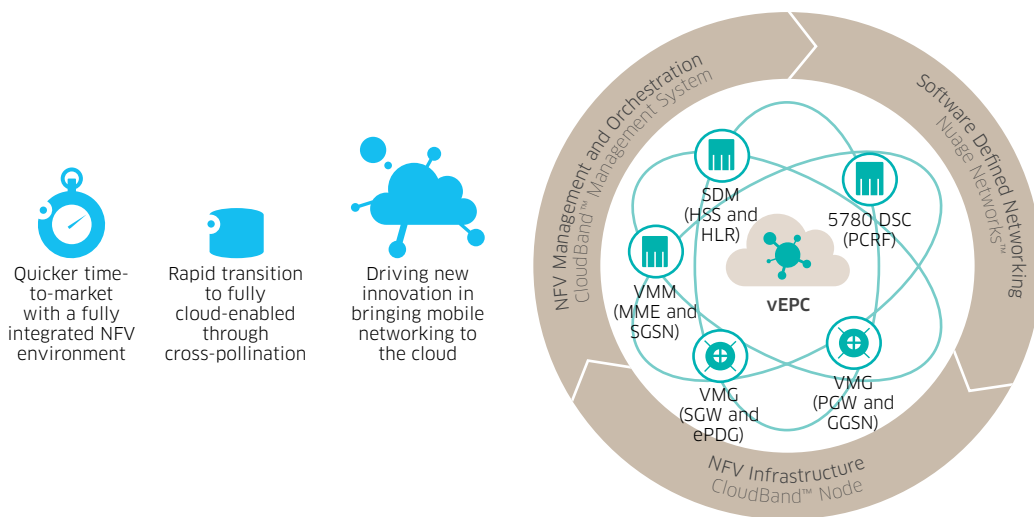 Quicker time-
to-market
with a fully
integrated NFV
environment
Rapid transition
to fully
cloud-enabled
through
cross-pollination
Driving new
innovation in
bringing mobile
networking to
the cloud
NFV Management and Orchestration
CloudBand™ Management System
Software Defined Networking
Nuage Networks™
SDM
(HSS and
HLR)
5780 DSC
(PCRF)
VMM
(MME and
SGSN)
vEPC
VMG
(SGW and
ePDG)
VMG
(PGW and
GGSN)
NFV Infrastructure
CloudBand™ Node